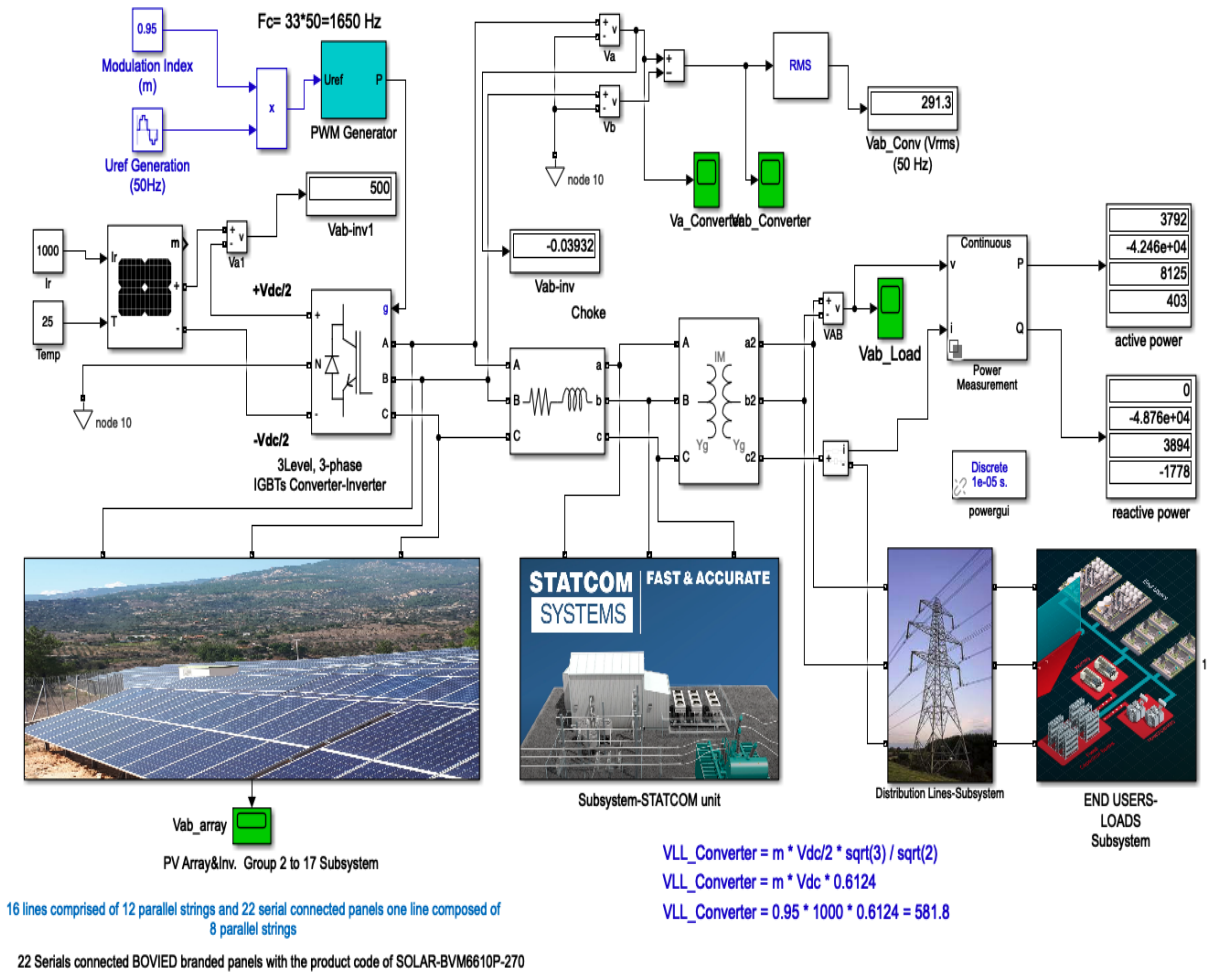 Fc= 33*50=1650 Hz
0.95
Modulation Index
(m)
Uref Generation
(50Hz)
x
Uref
P
PWM Generator
500
Vab-inv1
1000
Ir
25
Temp
Ir
T
m
+
-
+
-
v
Va1
+Vdc/2
-Vdc/2
node 10
+
N
-
g
A
B
C
3Level, 3-phase
IGBTs Converter-Inverter
+
-
v
Va
+
-
v
Vb
node 10
+
−
RMS
291.3
Vab_Conv (Vrms)
(50 Hz)
Va_Converter
Vab_Converter
-0.03932
Vab-inv
Choke
A
B
C
a
b
c
A
B
C
IM
Yg
Yg
a2
b2
c2
+
-
v
VAB
Vab_Load
+
i
-
Continuous
v
i
P
Q
Power
Measurement
3792
-4.246e+04
8125
403
active power
0
-4.876e+04
3894
-1778
reactive power
Discrete
1e-05 s.
powergui
STATCOM
SYSTEMS
FAST & ACCURATE
Subsystem-STATCOM unit
Distribution Lines-Subsystem
End Users
1
END USERS-
LOADS
Subsystem
Vab_array
PV Array&Inv. Group 2 to 17 Subsystem
VLL_Converter = m * Vdc/2 * sqrt(3) / sqrt(2)
VLL_Converter = m * Vdc * 0.6124
VLL_Converter = 0.95 * 1000 * 0.6124 = 581.8
16 lines comprised of 12 parallel strings and 22 serial connected panels one line composed of
8 parallel strings
22 Serials connected BOVIED branded panels with the product code of SOLAR-BVM6610P-270